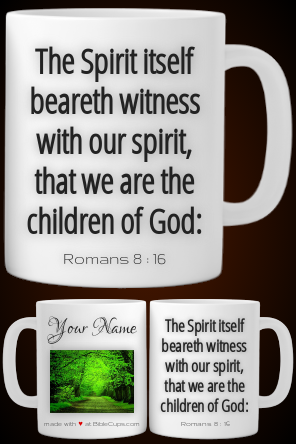 The Spirit itself
beareth witness
with our spirit,
that we are the
children of God:
Romans 8 : 16
Your Name
made with ♥ at BibleCups.com
The Spirit itself
beareth witness
with our spirit,
that we are the
children of God:
Romans 8 : 16